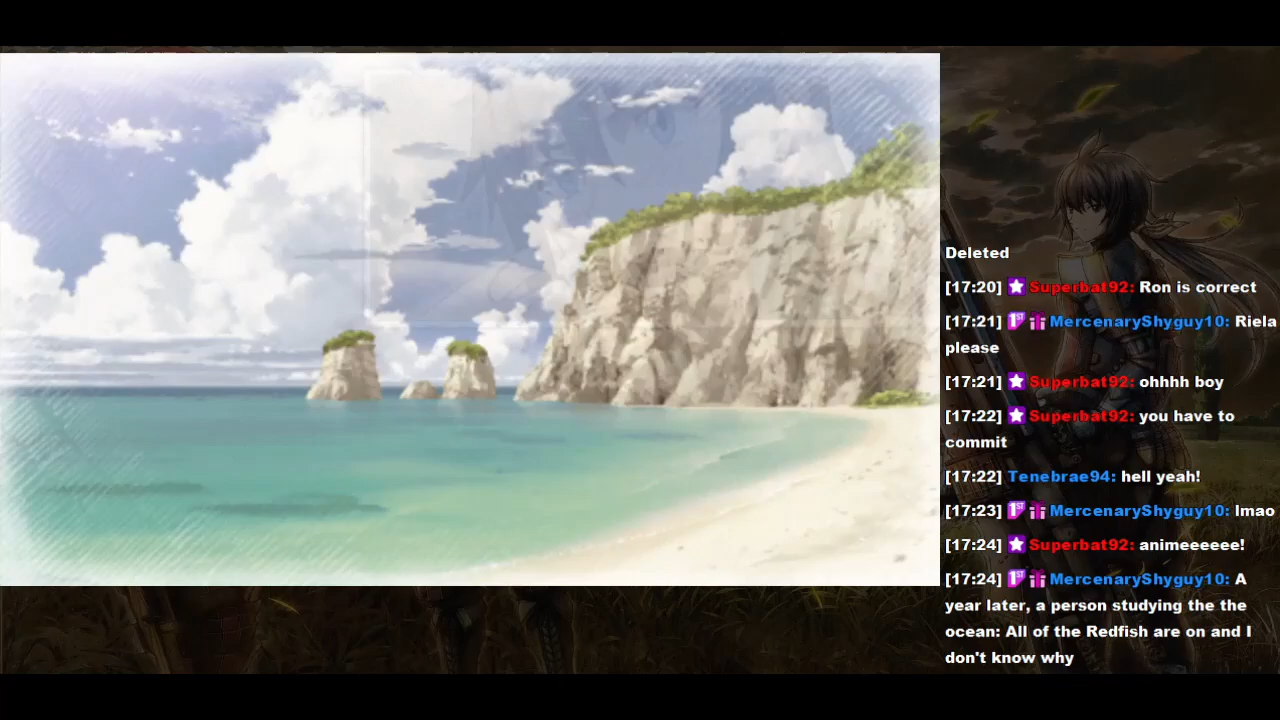 Deleted
[17:20] Superbat92: Ron is correct
[17:21] 1ST MercenaryShyguy10: Riela
please
[17:21] Superbat92: ohhhh boy
[17:22] Superbat92: you have to
commit
[17:22] Tenebrae94: hell yeah!
[17:23] 1ST MercenaryShyguy10: lmao
[17:24] Superbat92: animeeeeee!
[17:24] 1ST MercenaryShyguy10: A
year later, a person studying the the
ocean: All of the Redfish are on and I
don't know why